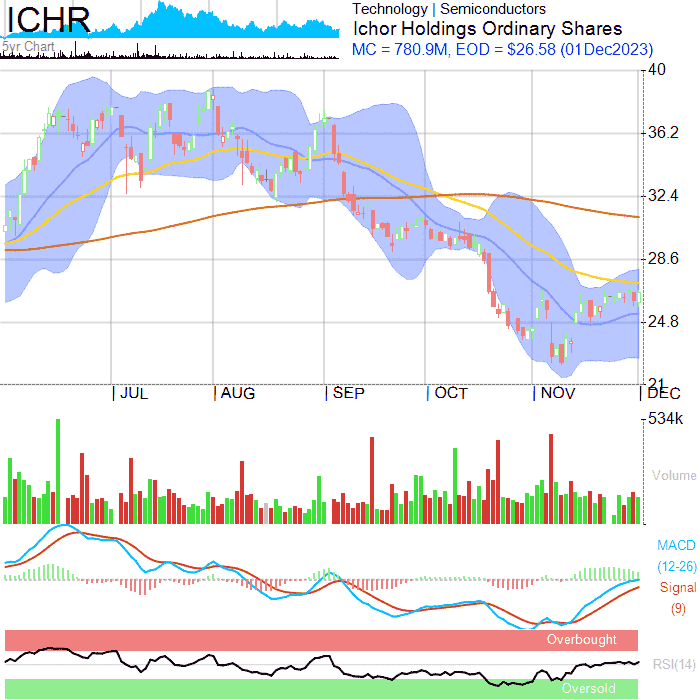 ICHR
5yr Chart
Technology | Semiconductors
Ichor Holdings Ordinary Shares
MC = 780.9M, EOD = $26.58 (01Dec2023)
40
36.2
32.4
28.6
24.8
21
JUL AUG SEP OCT NOV DEC
534k
Volume
MACD
(12-26)
Signal
(9)
Overbought
RSI(14)
Oversold